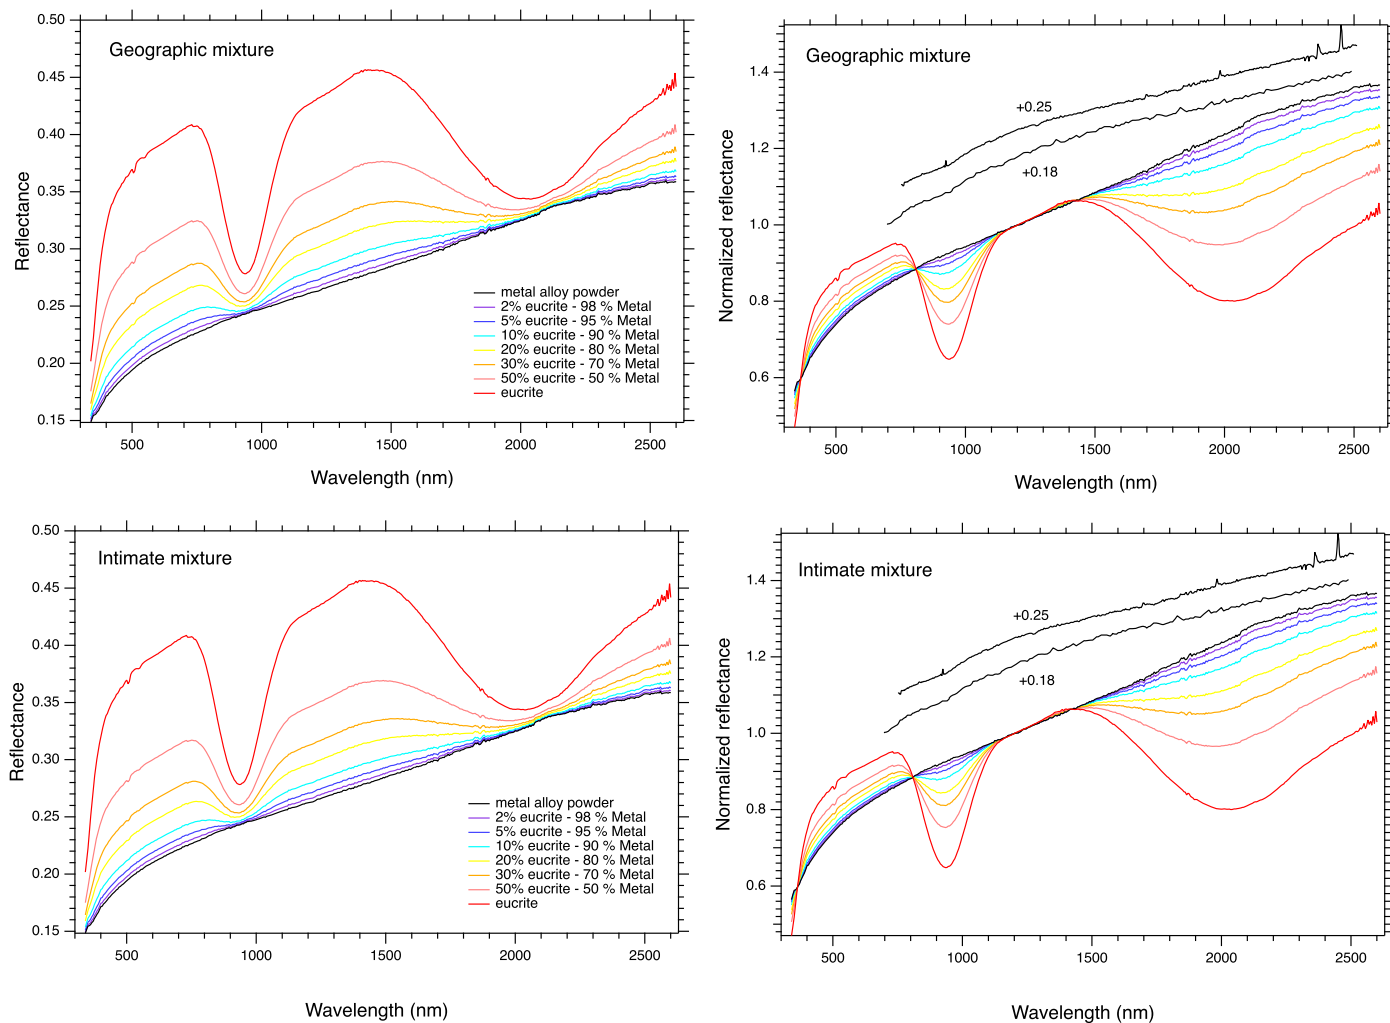 Geographic mixture
Reflectance
0.50
0.45
0.40
0.35
0.30
0.25
0.20
0.15
metal alloy powder
2% eucrite - 98 % Metal
5% eucrite - 95 % Metal
10% eucrite - 90 % Metal
20% eucrite - 80 % Metal
30% eucrite - 70 % Metal
50% eucrite - 50 % Metal
eucrite
500 1000 1500 2000 2500
Wavelength (nm)
Geographic mixture
Normalized reflectance
1.4
1.2
1.0
0.8
0.6
+0.25
+0.18
500 1000 1500 2000 2500
Wavelength (nm)
Intimate mixture
Reflectance
0.50
0.45
0.40
0.35
0.30
0.25
0.20
0.15
metal alloy powder
2% eucrite - 98 % Metal
5% eucrite - 95 % Metal
10% eucrite - 90 % Metal
20% eucrite - 80 % Metal
30% eucrite - 70 % Metal
50% eucrite - 50 % Metal
eucrite
500 1000 1500 2000 2500
Wavelength (nm)
Intimate mixture
Normalized reflectance
1.4
1.2
1.0
0.8
0.6
+0.25
+0.18
500 1000 1500 2000 2500
Wavelength (nm)